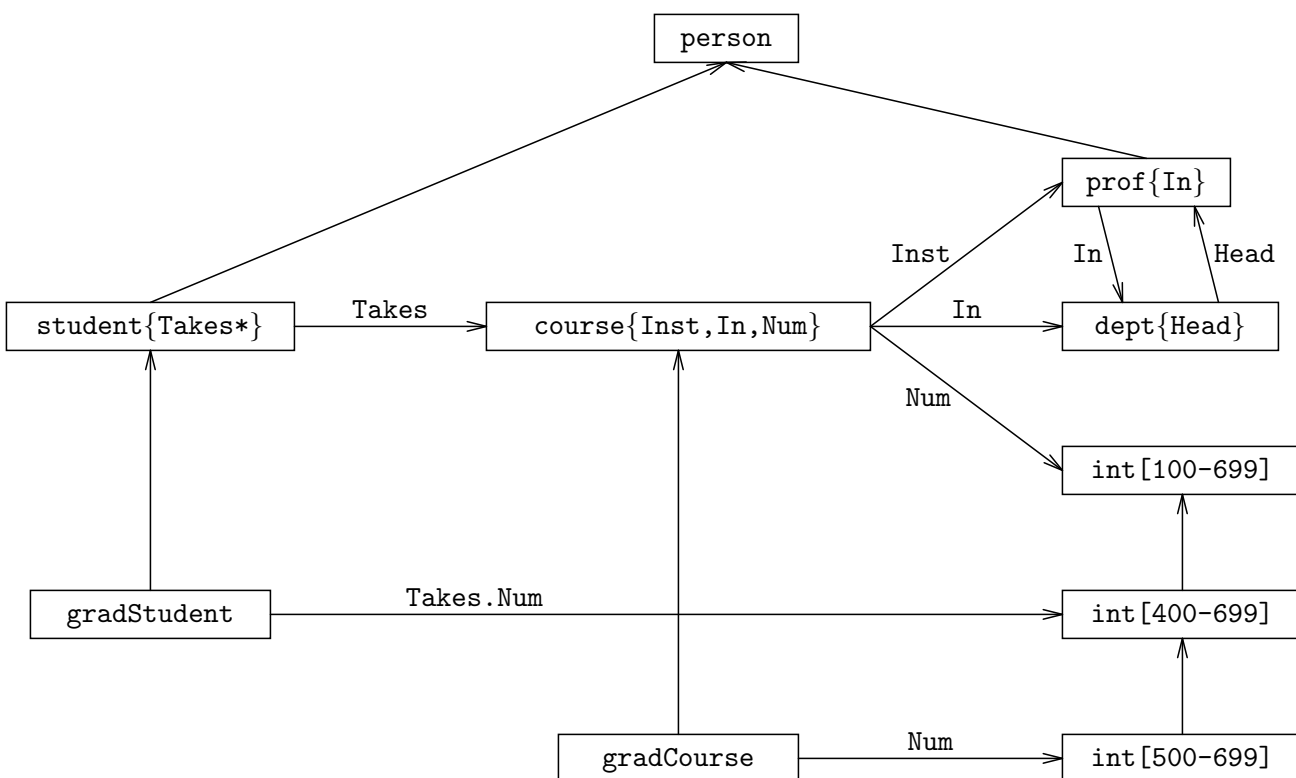 person
prof{In}
Inst
In
Head
student{Takes*}
Takes
course{Inst,In,Num}
In
dept{Head}
Num
int[100-699]
gradStudent
Takes.Num
int[400-699]
gradCourse
Num
int[500-699]